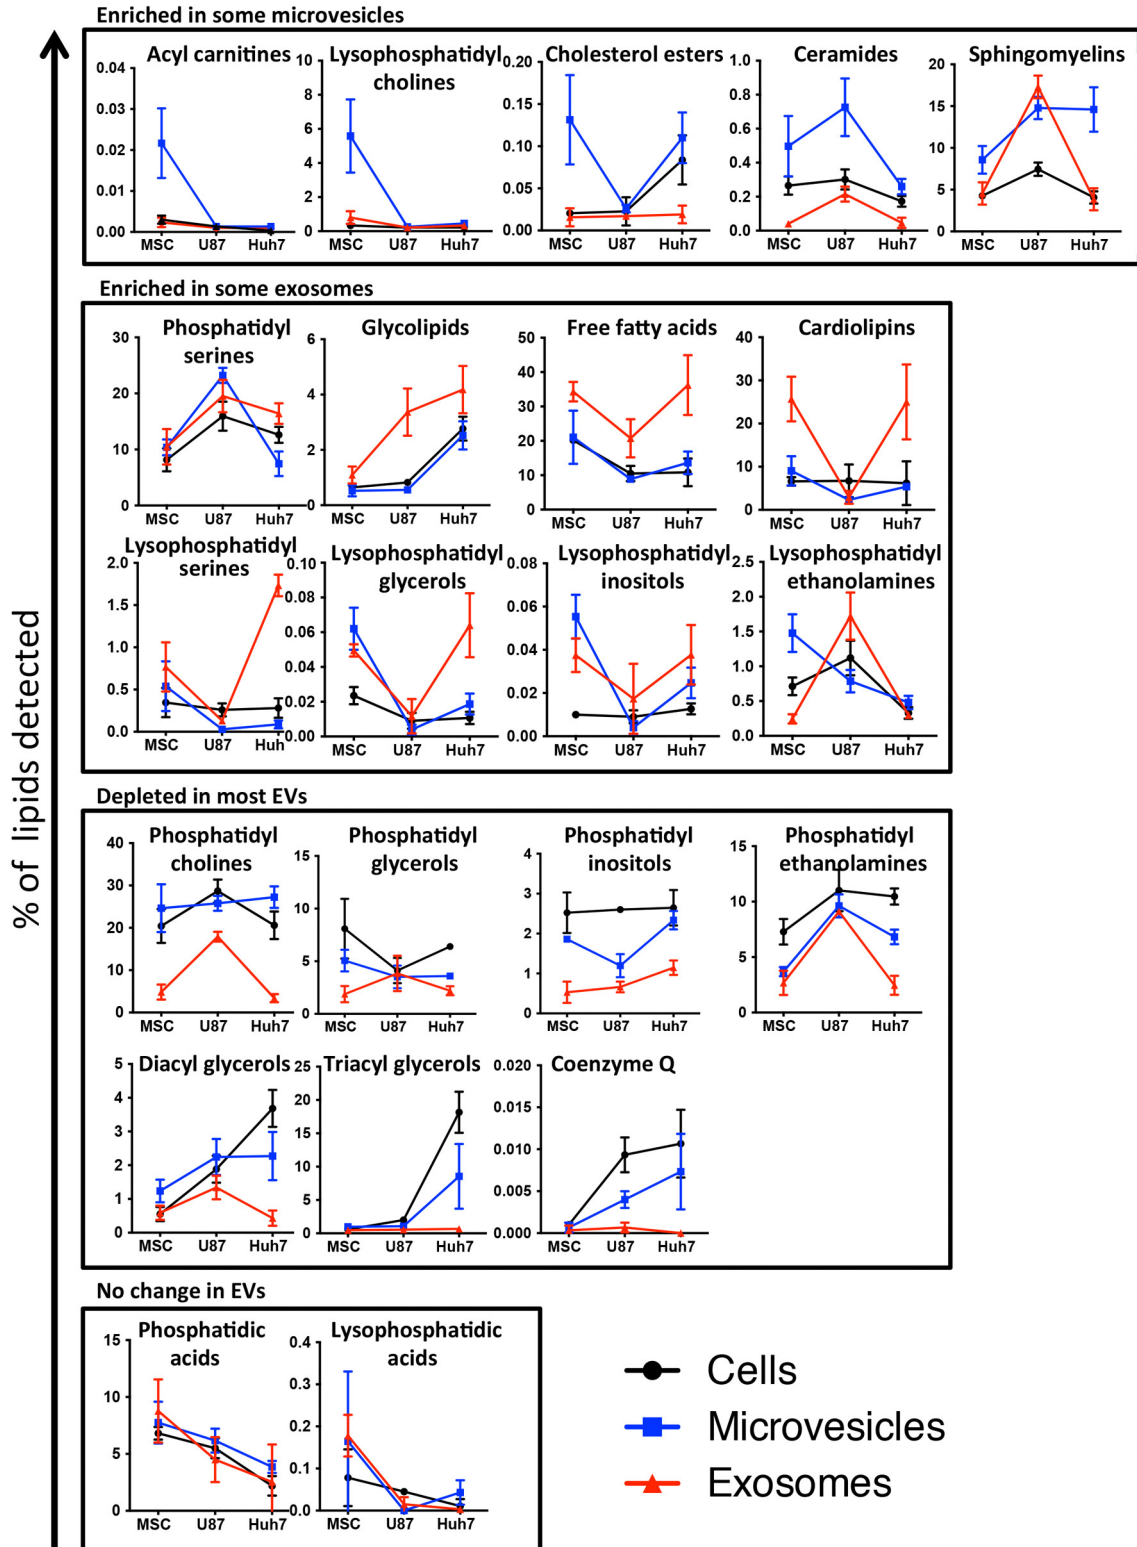 Enriched in some microvesicles
Acyl carnitines
0.04
0.03
0.02
0.01
0.00
MSC U87 Huh7
Lysophosphatidyl
cholines
10
8
6
4
2
0
MSC U87 Huh7
Cholesterol esters
0.20
0.15
0.10
0.05
0.00
MSC U87 Huh7
Ceramides
1.0
0.8
0.6
0.4
0.2
0.0
MSC U87 Huh7
Sphingomyelins
20
15
10
5
0
MSC U87 Huh7
Enriched in some exosomes
Phosphatidyl
serines
30
20
10
0
MSC U87 Huh7
Glycolipids
6
4
2
0
MSC U87 Huh7
Free fatty acids
50
40
30
20
10
0
MSC U87 Huh7
Cardiolipins
40
30
20
10
0
MSC U87 Huh7
Lysophosphatidyl
serines
2.0
1.5
1.0
0.5
0.0
MSC U87 Huh
Lysophosphatidyl
glycerols
0.10
0.08
0.06
0.04
0.02
0.00
MSC U87 Huh7
Lysophosphatidyl
inositols
0.08
0.06
0.04
0.02
0.00
MSC U87 Huh7
Lysophosphatidyl
ethanolamines
2.5
2.0
1.5
1.0
0.5
0.0
MSC U87 Huh7
% of lipids detected
Depleted in most EVs
Phosphatidyl
cholines
40
30
20
10
0
MSC U87 Huh7
Phosphatidyl
glycerols
15
10
5
0
MSC U87 Huh7
Phosphatidyl
inositols
4
3
2
1
0
MSC U87 Huh7
Phosphatidyl
ethanolamines
15
10
5
0
MSC U87 Huh7
Diacyl glycerols
5
4
3
2
1
0
MSC U87 Huh7
Triacyl glycerols
25
20
15
10
5
0
MSC U87 Huh7
Coenzyme Q
0.020
0.015
0.010
0.005
0.000
MSC U87 Huh7
No change in EVs
Phosphatidic
acids
15
10
5
0
MSC U87 Huh7
Lysophosphatidic
acids
0.4
0.3
0.2
0.1
0.0
MSC U87 Huh7
Cells
Microvesicles
Exosomes